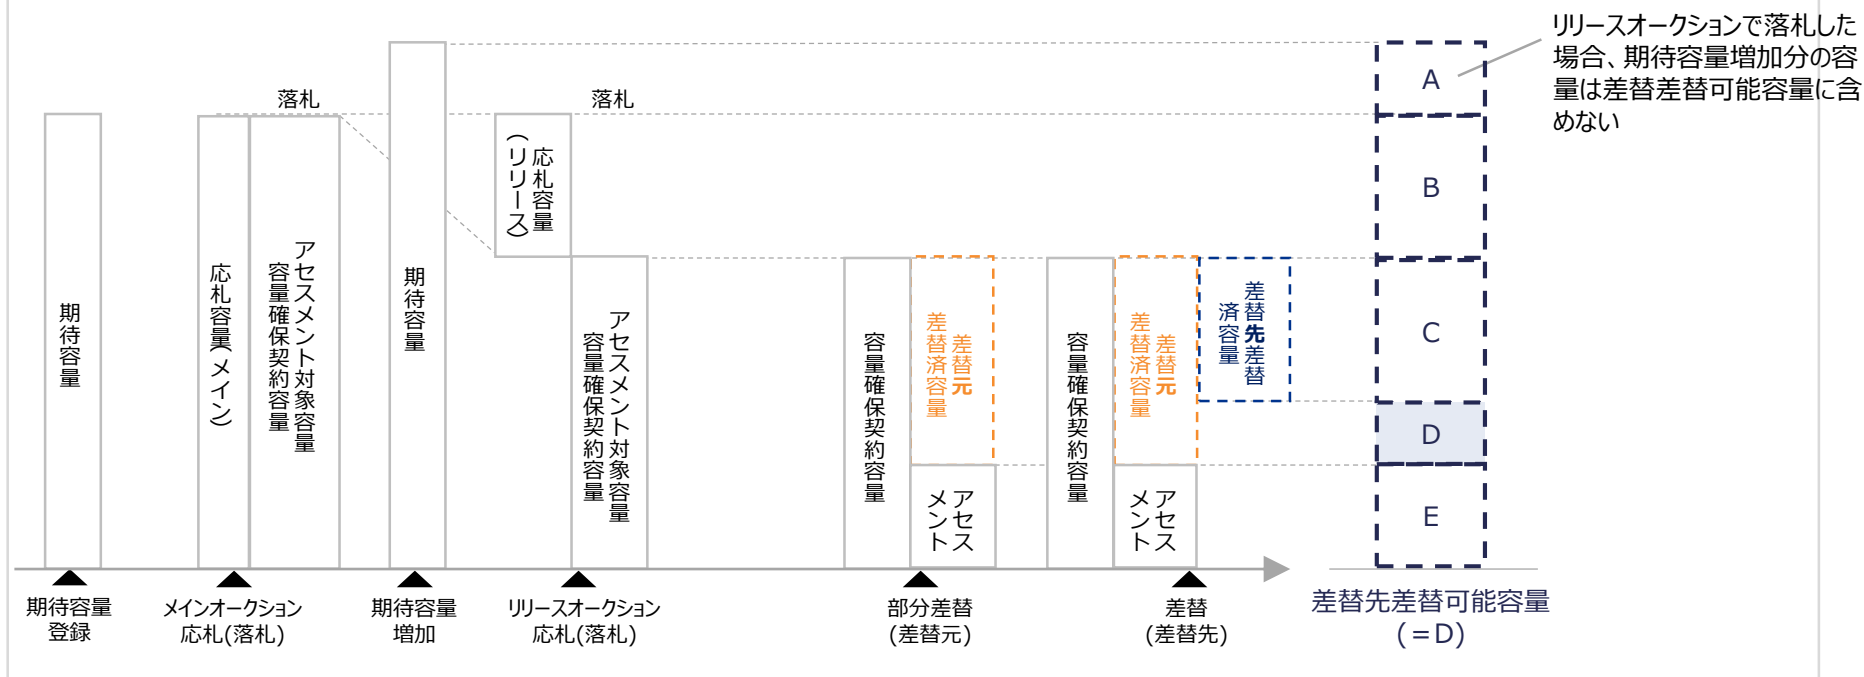 リリースオークションで落札した
場合、期待容量増加分の容
量は差替差替可能容量に含
めない
落札
落札
期待容量
応札容量(メイン)
アセスメント対象容量
容量確保契約容量
期待容量
応札容量
(リリース)
アセスメント対象容量
容量確保契約容量
容量確保契約容量
差替元
差替済容量
アセス
メント
容量確保契約容量
差替元
差替済容量
アセス
メント
差替先差替
済容量
A
B
C
D
E
期待容量
登録
メインオークション
応札(落札)
期待容量
増加
リリースオークション
応札(落札)
部分差替
(差替元)
差替
(差替先)
差替先差替可能容量
(=D)